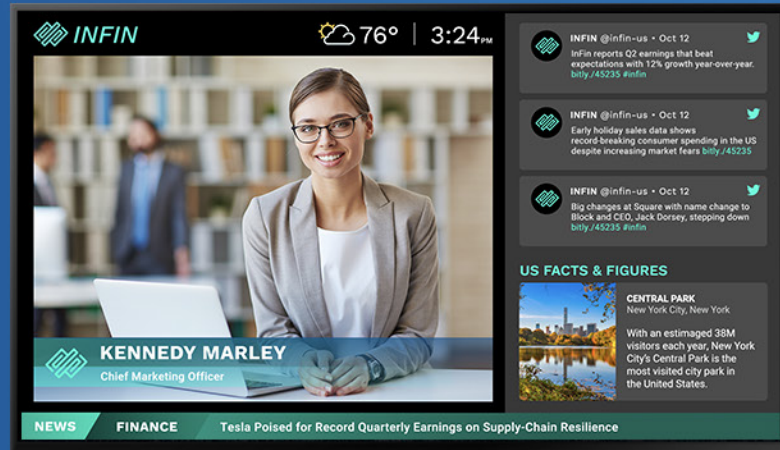 INFIN
76° 3:24 PM
INFIN @infin-us • Oct 12
InFin reports Q2 earnings that beat
expectations with 12% growth year-over-year.
bitly./45235 #infin
INFIN @infin-us • Oct 12
Early holiday sales data shows
record-breaking consumer spending in the US
despite increasing market fears bitly./45235
INFIN @infin-us • Oct 12
Big changes at Square with name change to
Block and CEO, Jack Dorsey, stepping down
bitly./45235 #infin
US FACTS & FIGURES
CENTRAL PARK
New York City, New York
With an estimaged 38M
visitors each year, New York
City's Central Park is the
most visited city park in
the United States.
KENNEDY MARLEY
Chief Marketing Officer
NEWS FINANCE Tesla Poised for Record Quarterly Earnings on Supply-Chain Resilience